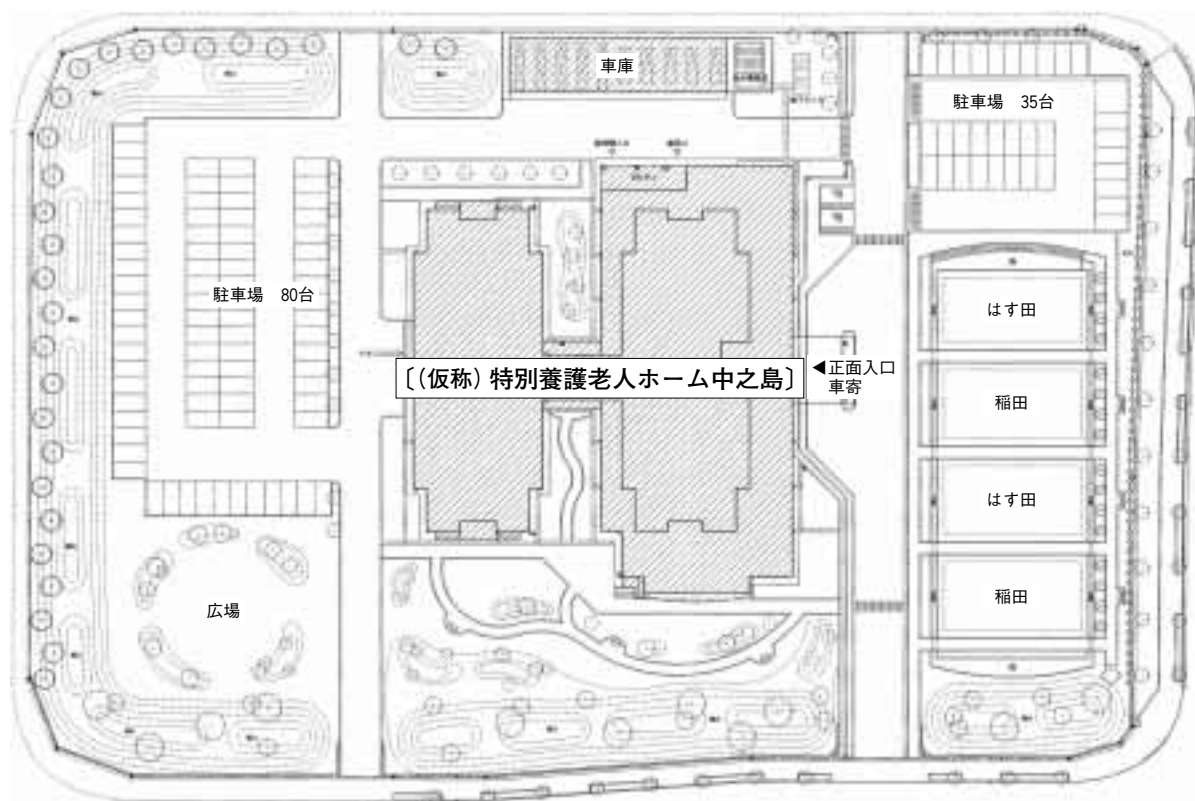 車庫
駐車場 35台
駐車場 80台
はす田
〔(仮称) 特別養護老人ホーム中之島〕
◀正面入口
車寄
稲田
はす田
稲田
広場